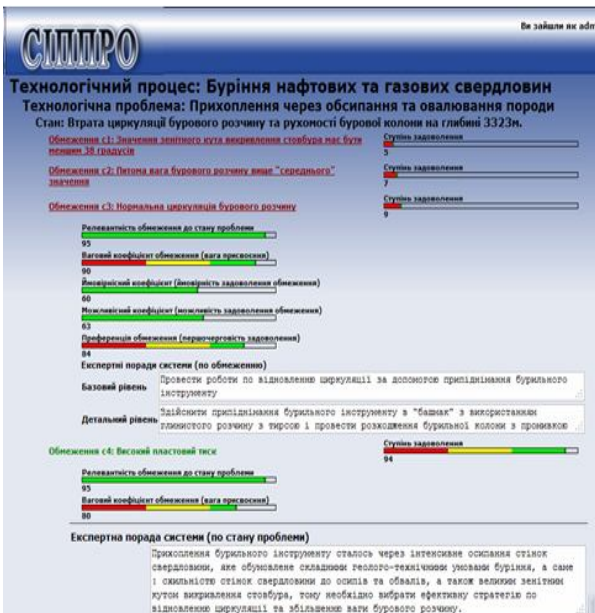 Ви зайшли як adm
СІППРО
Технологічний процес: Буріння нафтових та газових свердловин
Технологічна проблема: Прихоплення через обсипання та овалювання породи
Стан: Втрата циркуляції бурового розчину та рухомості бурової колони на глибині 3323м.
Обмеження c1: Значення зенітного кута викривлення стовбура має бути
меншим 38 градусів
Ступінь задоволення
5
Обмеження c2: Питома вага бурового розчину вище "середнього"
значення
Ступінь задоволення
7
Обмеження c3: Нормальна циркуляція бурового розчину
Ступінь задоволення
9
Релевантність обмеження до стану проблеми
95
Ваговий коефіцієнт обмеження (вага присвоєння)
90
Ймовірнісний коефіцієнт (ймовірність задоволення обмеження)
60
Можливісний коефіцієнт (можливість задоволення обмеження)
63
Преференція обмеження (першочерговість задоволення)
84
Експертні поради системи (по обмеженню)
Базовий рівень
Провести роботи по відновленню циркуляції за допомогою припіднімання бурильного
інструменту
Детальний рівень
Здійснити припіднімання бурильного інструменту в "башмак" з використанням
глинистого розчину з тирсою і провести розходження бурильної колони з промивкою
Обмеження c4: Високий пластовий тиск
Ступінь задоволення
94
Релевантність обмеження до стану проблеми
95
Ваговий коефіцієнт обмеження (вага присвоєння)
80
Експертна порада системи (по стану проблеми)
Прихоплення бурильного інструменту сталось через інтенсивне осипання стінок
свердловини, яке обумовлене складними геолого-технічними умовами буріння, а саме
і схильністю стінок свердловини до осипів та обвалів, а також великим зенітним
кутом викривлення стовбура, тому необхідно вибрати ефективну стратегію по
відновленню циркуляції та збільшенню ваги бурового розчину.